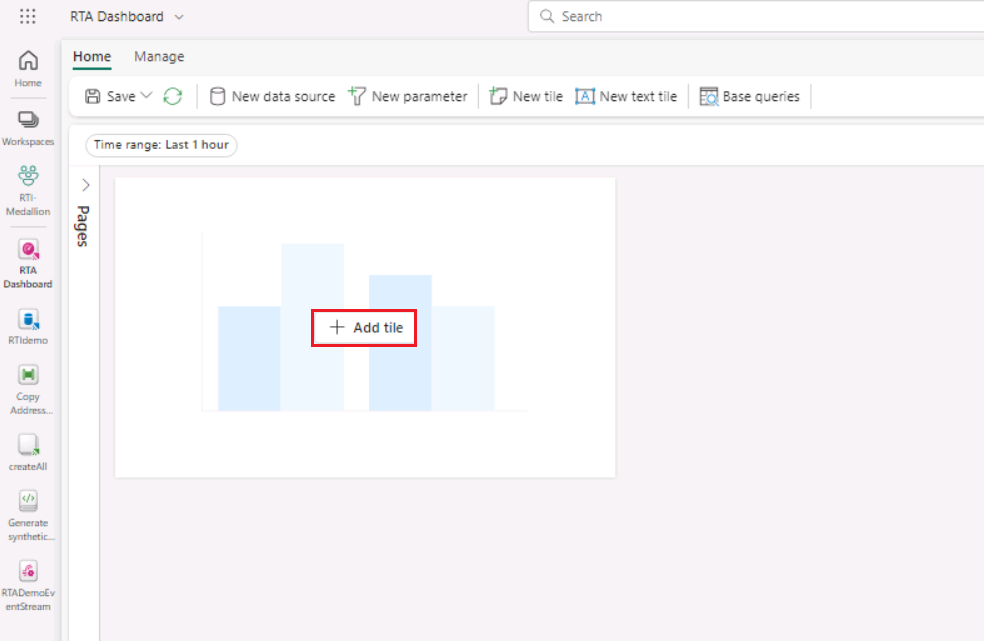 RTA Dashboard
Search
Home
Manage
Save
New data source
New parameter
New tile
New text tile
Base queries
Time range: Last 1 hour
Pages
Add tile
Home
Workspaces
RTI-
Medallion
RTA
Dashboard
RTIdemo
Copy
Address...
createAll
Generate
synthetic...
RTADemoEv
entStream